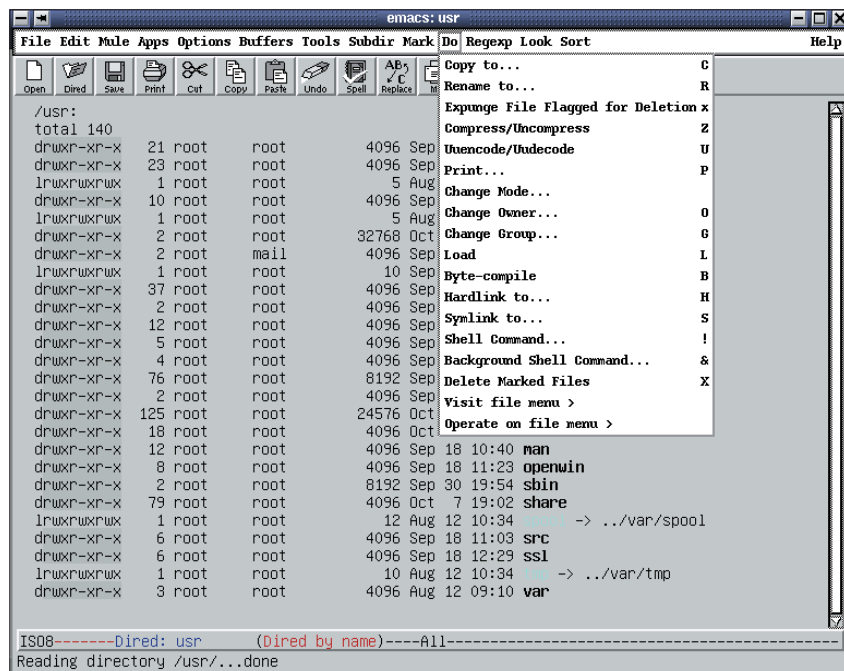 emacs: usr
File Edit Mule Apps Options Buffers Tools Subdir Mark Do Regexp Look Sort Help
Open Dired Save Print Cut Copy Paste Undo Spell Replace
Copy to... C
Rename to... R
Expunge File Flagged for Deletion x
Compress/Uncompress Z
Uuencode/Uudecode U
Print... P
Change Mode...
Change Owner... O
Change Group... G
Load L
Byte-compile B
Hardlink to... H
Symlink to... S
Shell Command... !
Background Shell Command... &
Delete Marked Files X
Visit file menu >
Operate on file menu >
/usr:
total 140
drwxr-xr-x 21 root root 4096 Sep
drwxr-xr-x 23 root root 4096 Sep
lrwxrwxrwx 1 root root 5 Aug
drwxr-xr-x 10 root root 4096 Sep
lrwxrwxrwx 1 root root 5 Aug
drwxr-xr-x 2 root root 32768 Oct
drwxr-xr-x 2 root mail 4096 Sep
lrwxrwxrwx 1 root root 10 Sep
drwxr-xr-x 37 root root 4096 Sep
drwxr-xr-x 2 root root 4096 Sep
drwxr-xr-x 12 root root 4096 Sep
drwxr-xr-x 5 root root 4096 Sep
drwxr-xr-x 4 root root 4096 Sep
drwxr-xr-x 76 root root 8192 Sep
drwxr-xr-x 2 root root 4096 Sep
drwxr-xr-x 125 root root 24576 Oct
drwxr-xr-x 18 root root 4096 Oct
drwxr-xr-x 12 root root 4096 Sep 18 10:40 man
drwxr-xr-x 8 root root 4096 Sep 18 11:23 openwin
drwxr-xr-x 2 root root 8192 Sep 30 19:54 sbin
drwxr-xr-x 79 root root 4096 Oct 7 19:02 share
lrwxrwxrwx 1 root root 12 Aug 12 10:34 -> ../var/spool
drwxr-xr-x 6 root root 4096 Sep 18 11:03 src
drwxr-xr-x 6 root root 4096 Sep 18 12:29 ssl
lrwxrwxrwx 1 root root 10 Aug 12 10:34 -> ../var/tmp
drwxr-xr-x 3 root root 4096 Aug 12 09:10 var
ISO8-------Dired: usr (Dired by name)----All----------------------------------------------
Reading directory /usr/...done